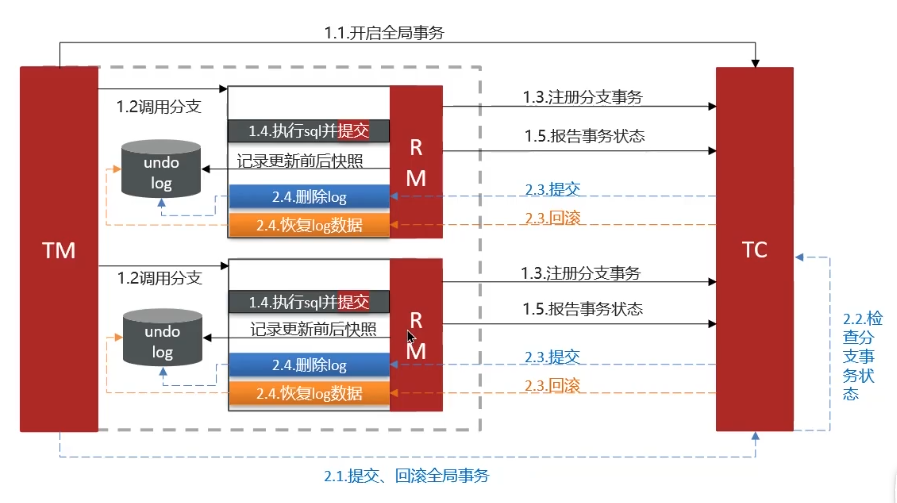 1.1.开启全局事务
TM
1.2调用分支
1.4.执行sql并提交
记录更新前后快照
undo
log
2.4.删除log
2.4.恢复log数据
R
M
1.3.注册分支事务
1.5.报告事务状态
2.3.提交
2.3.回滚
TC
1.2调用分支
1.4.执行sql并提交
记录更新前后快照
undo
log
2.4.删除log
2.4.恢复log数据
R
M
1.3.注册分支事务
1.5.报告事务状态
2.3.提交
2.3.回滚
2.2.检
查分
支事
务状
态
2.1.提交、回滚全局事务